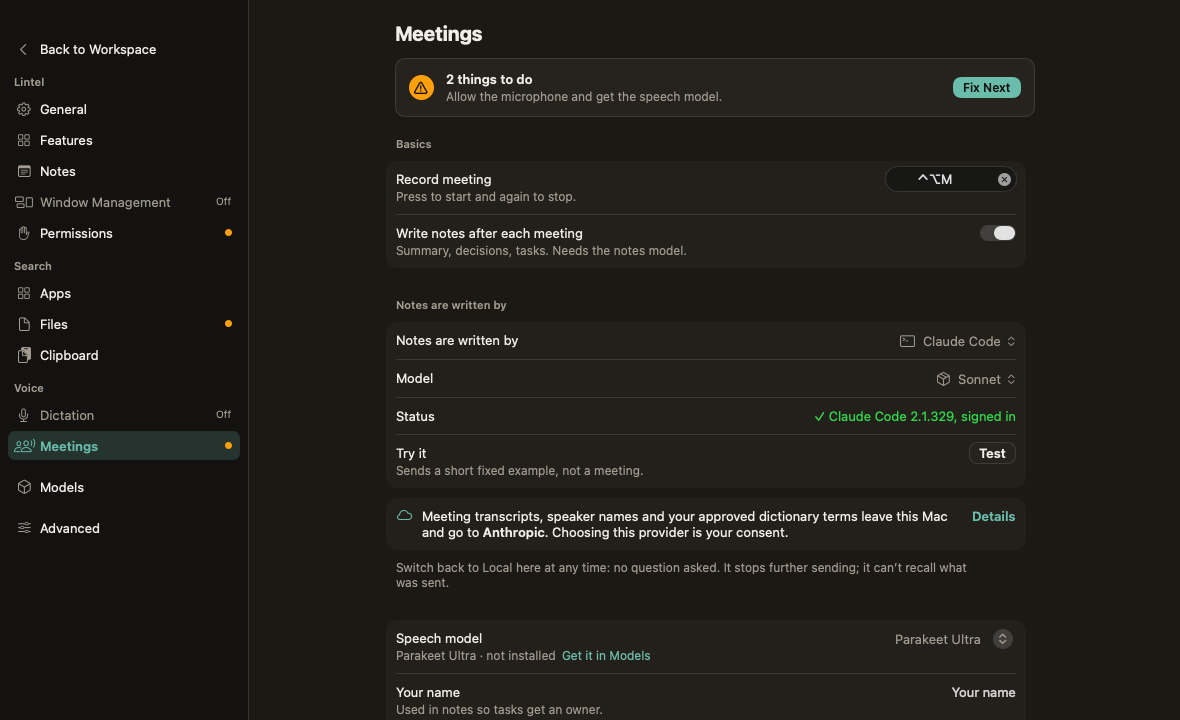 Back to Workspace
Lintel
General
Features
Notes
Window Management Off
Permissions
Search
Apps
Files
Clipboard
Voice
Dictation Off
Meetings
Models
Advanced
Meetings
2 things to do
Allow the microphone and get the speech model.
Fix Next
Basics
Record meeting
Press to start and again to stop.
⌃⌥M
Write notes after each meeting
Summary, decisions, tasks. Needs the notes model.
Notes are written by
Notes are written by Claude Code
Model Sonnet
Status ✓ Claude Code 2.1.329, signed in
Try it
Sends a short fixed example, not a meeting.
Test
Meeting transcripts, speaker names and your approved dictionary terms leave this Mac
and go to Anthropic. Choosing this provider is your consent.
Details
Switch back to Local here at any time: no question asked. It stops further sending; it can’t recall what
was sent.
Speech model
Parakeet Ultra · not installed Get it in Models
Parakeet Ultra
Your name
Used in notes so tasks get an owner.
Your name